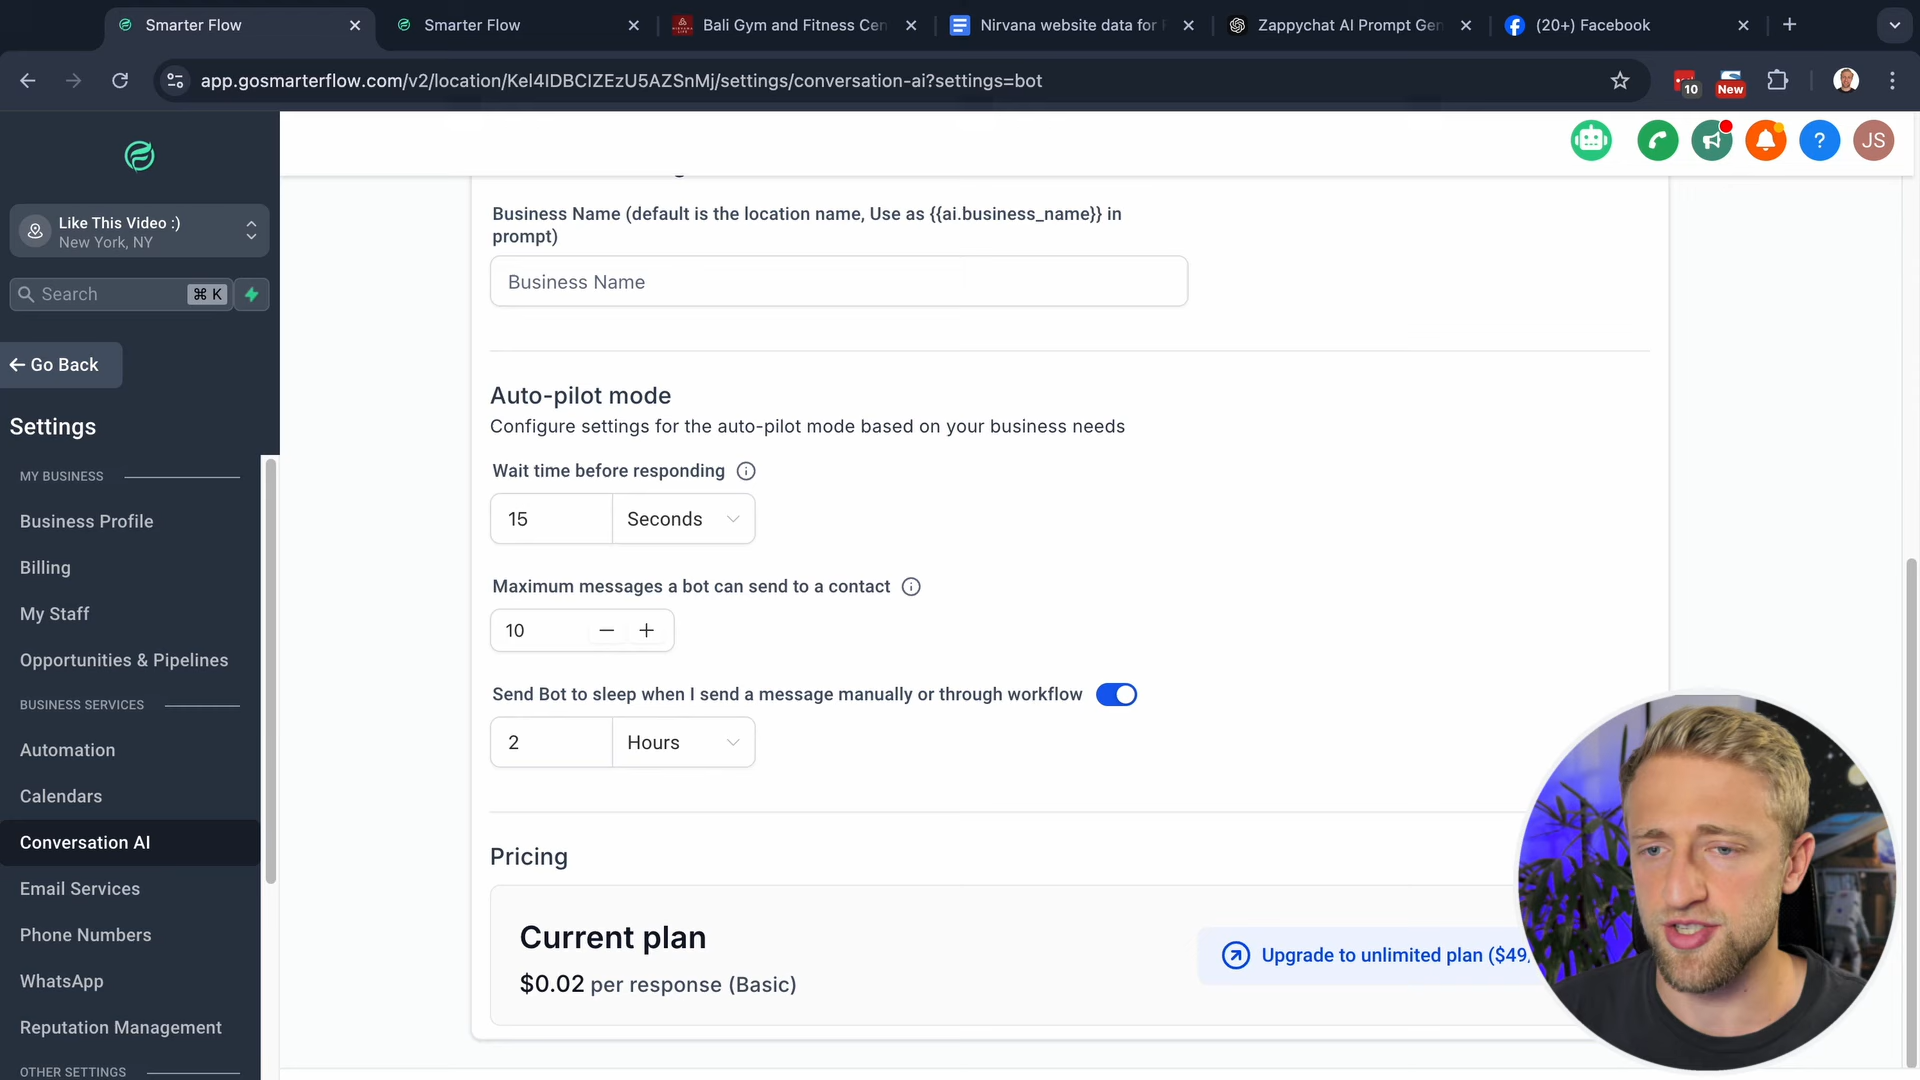 Smarter Flow
Smarter Flow
Bali Gym and Fitness Cen
Nirvana website data for
Zappychat AI Prompt Gen
(20+) Facebook
app.gosmarterflow.com/v2/location/Kel4IDBCIZEzU5AZSnMj/settings/conversation-ai?settings=bot
10
New
JS
Like This Video :)
New York, NY
Search
⌘ K
Go Back
Settings
MY BUSINESS
Business Profile
Billing
My Staff
Opportunities & Pipelines
BUSINESS SERVICES
Automation
Calendars
Conversation AI
Email Services
Phone Numbers
WhatsApp
Reputation Management
OTHER SETTINGS
Business Name (default is the location name, Use as {{ai.business_name}} in
prompt)
Business Name
Auto-pilot mode
Configure settings for the auto-pilot mode based on your business needs
Wait time before responding
15 Seconds
Maximum messages a bot can send to a contact
10 − +
Send Bot to sleep when I send a message manually or through workflow
2 Hours
Pricing
Current plan
$0.02 per response (Basic)
Upgrade to unlimited plan ($49/